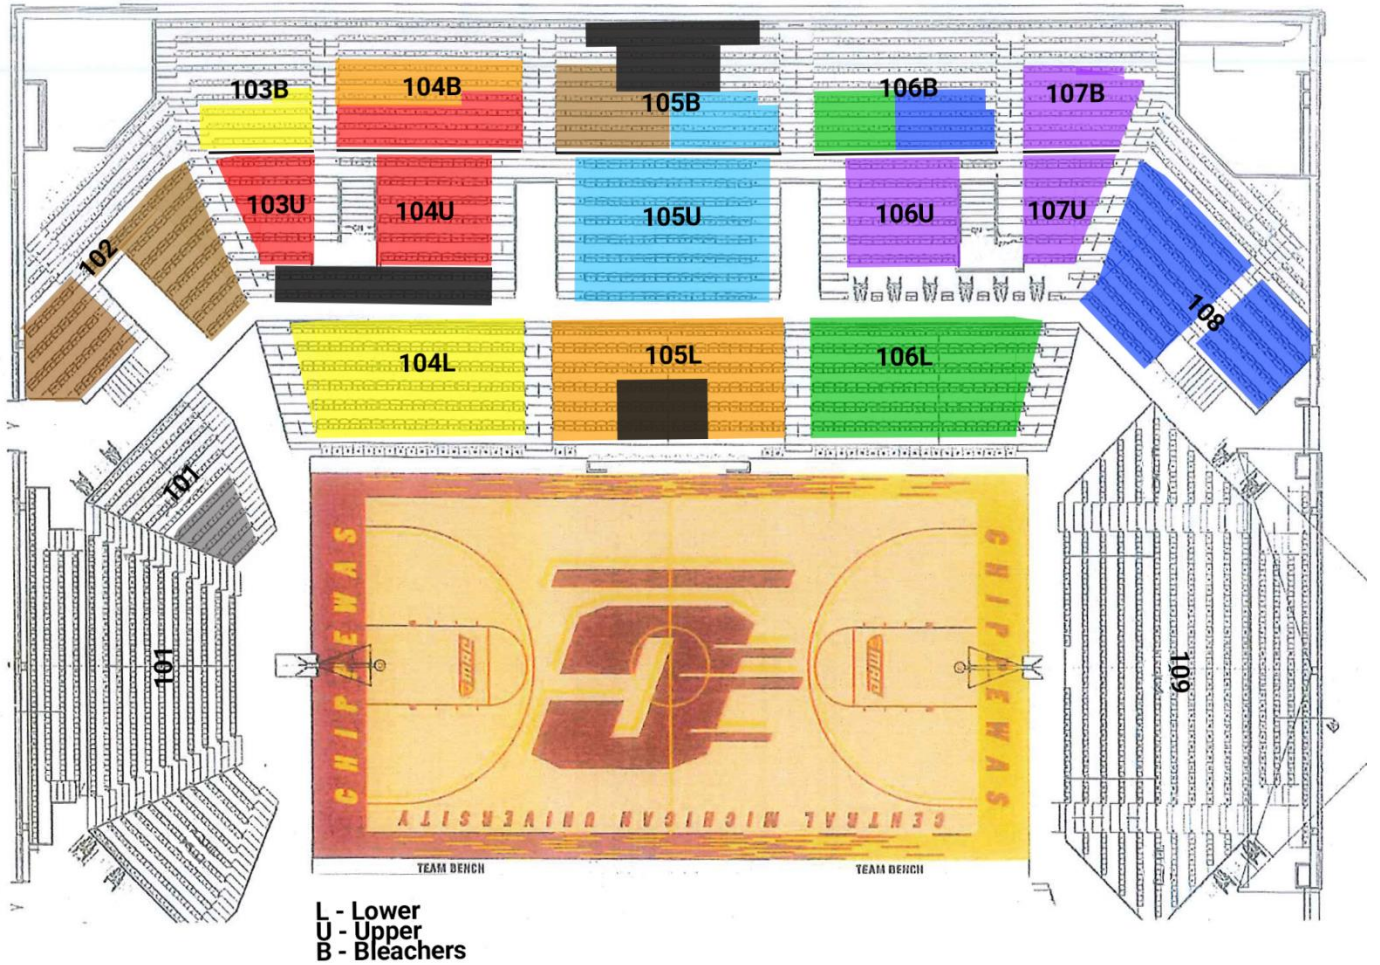 103B
104B
105B
106B
107B
103U
104U
105U
106U
107U
102
108
104L
105L
106L
101
101
109
CHIPPEWAS
CHIPPEWAS
CENTRAL MICHIGAN UNIVERSITY
TEAM BENCH
TEAM BENCH
L - Lower
U - Upper
B - Bleachers